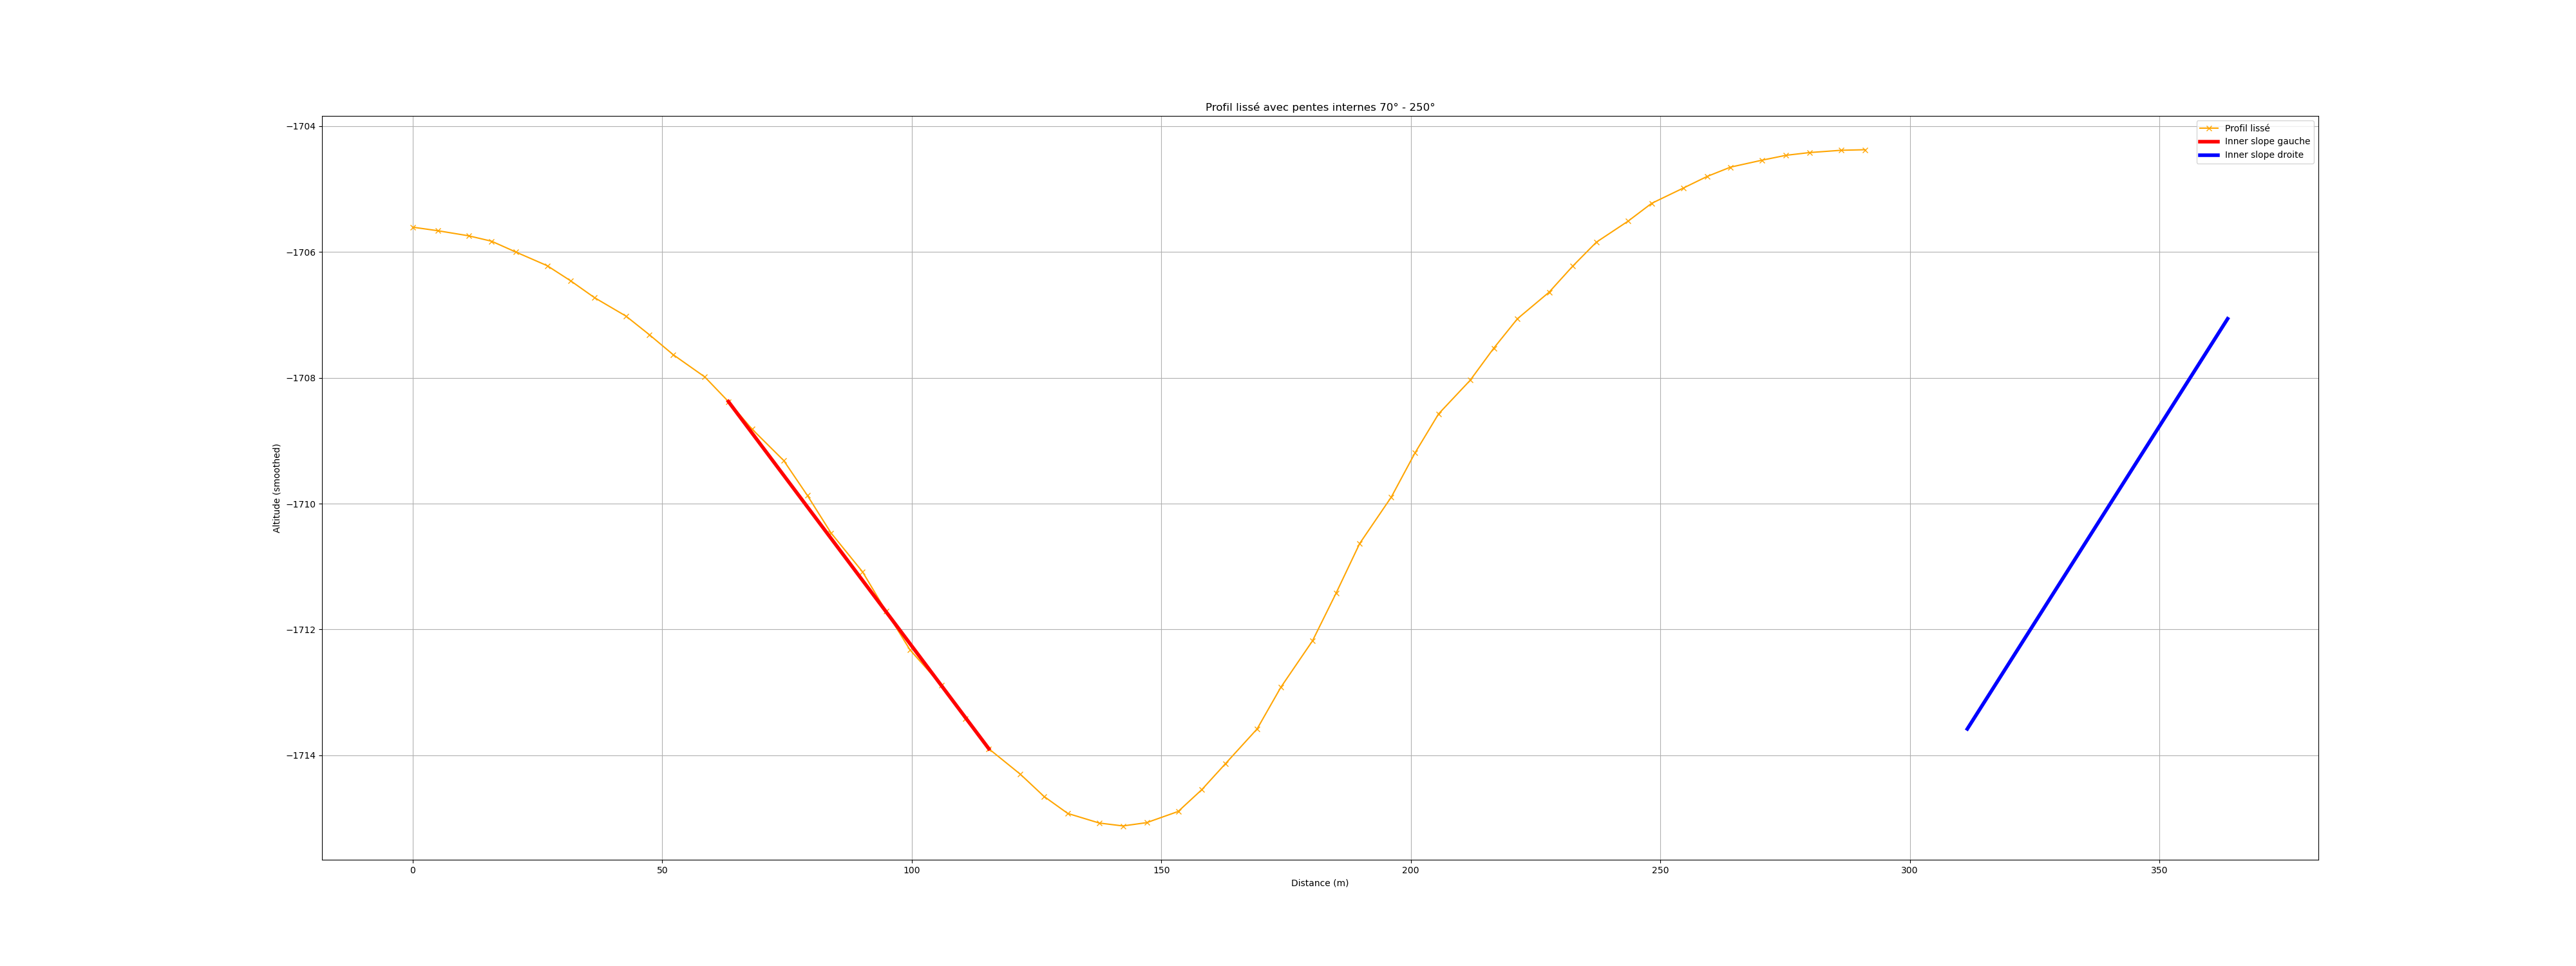 Profil lissé avec pentes internes 70° - 250°
−1704
−1706
−1708
−1710
−1712
−1714
Altitude (smoothed)
Profil lissé
Inner slope gauche
Inner slope droite
0
50
100
150
200
250
300
350
Distance (m)